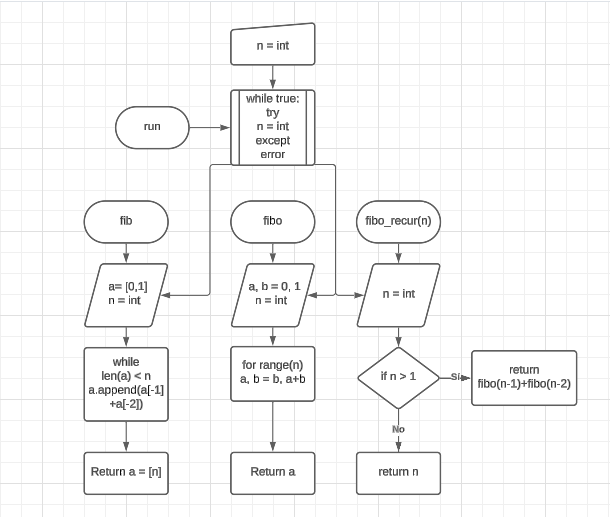 n = int
while true:
try
n = int
except
error
run
fib
fibo
fibo_recur(n)
a= [0,1]
n = int
a, b = 0, 1
n = int
n = int
while
len(a) < n
a.append(a[-1]
+a[-2])
for range(n)
a, b = b, a+b
if n > 1
Sí
return
fibo(n-1)+fibo(n-2)
No
Return a = [n]
Return a
return n